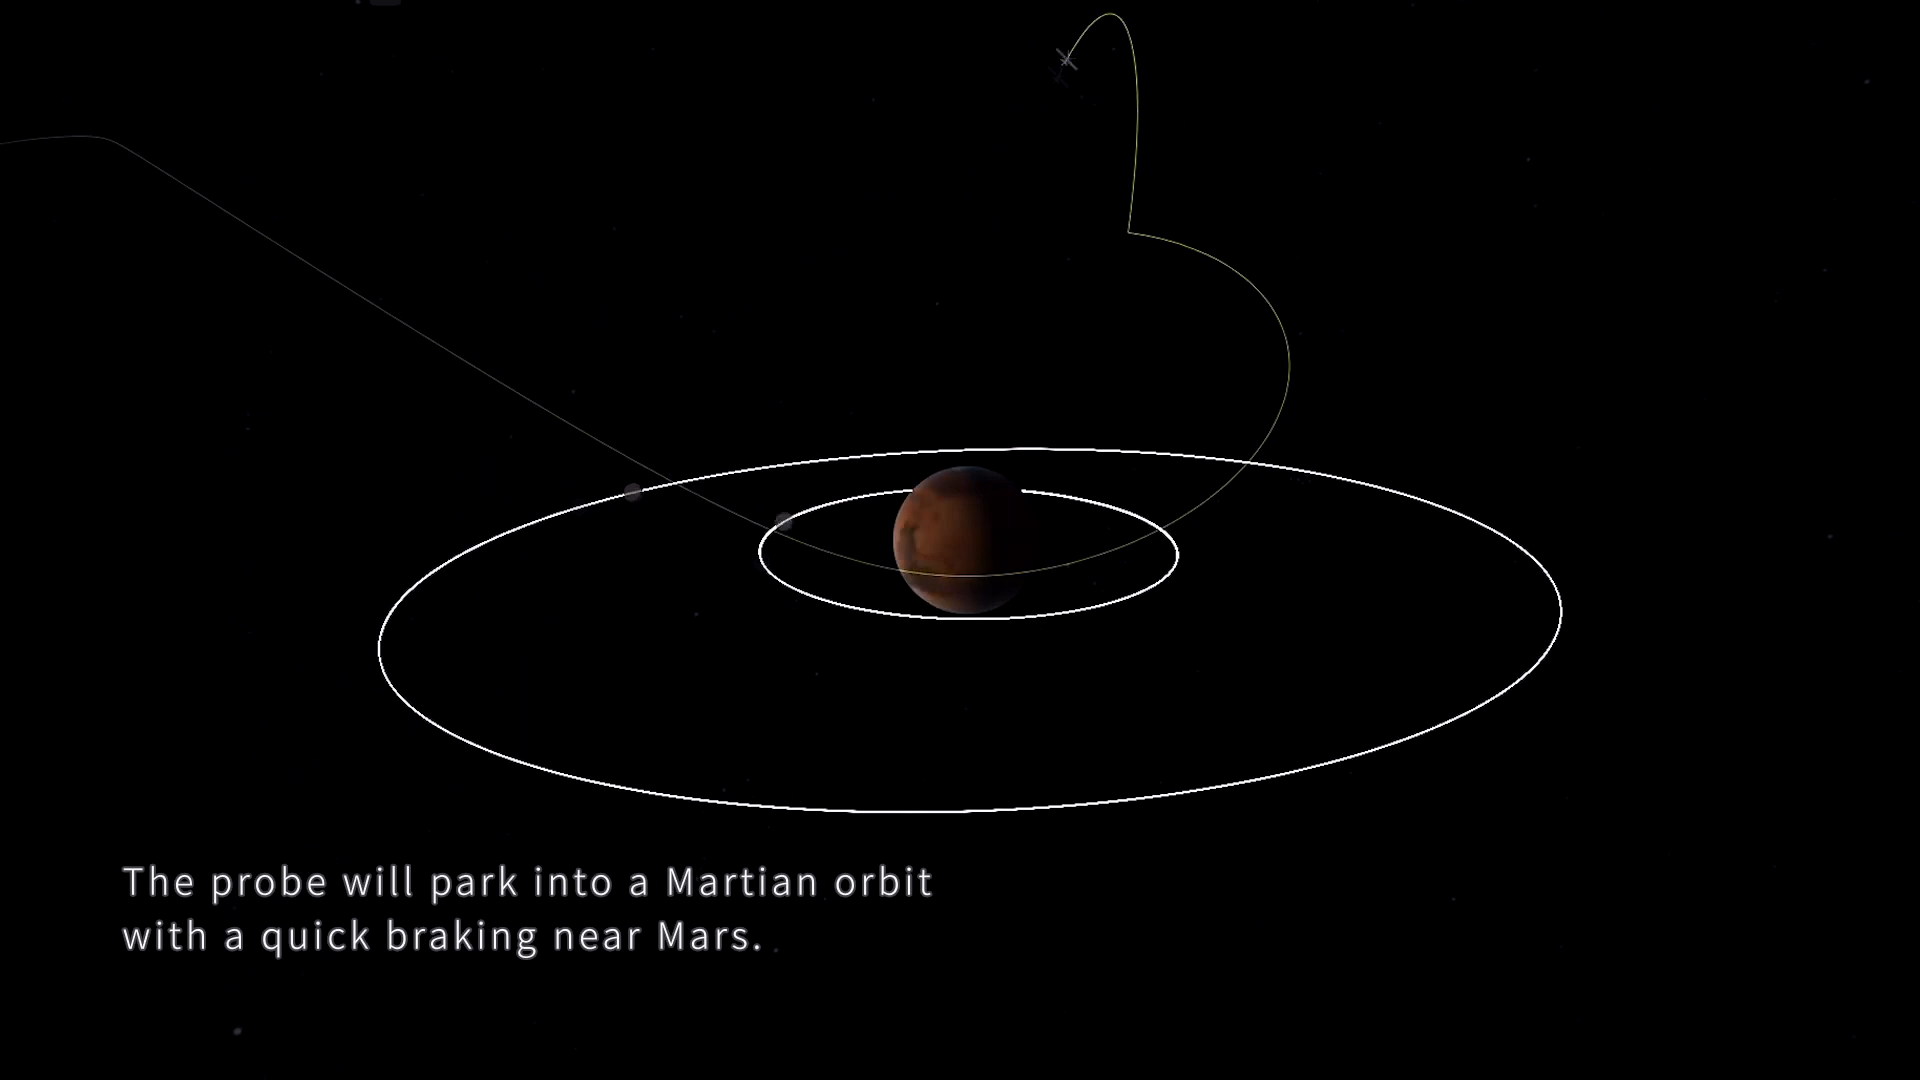 The probe will park into a Martian orbit
with a quick braking near Mars.